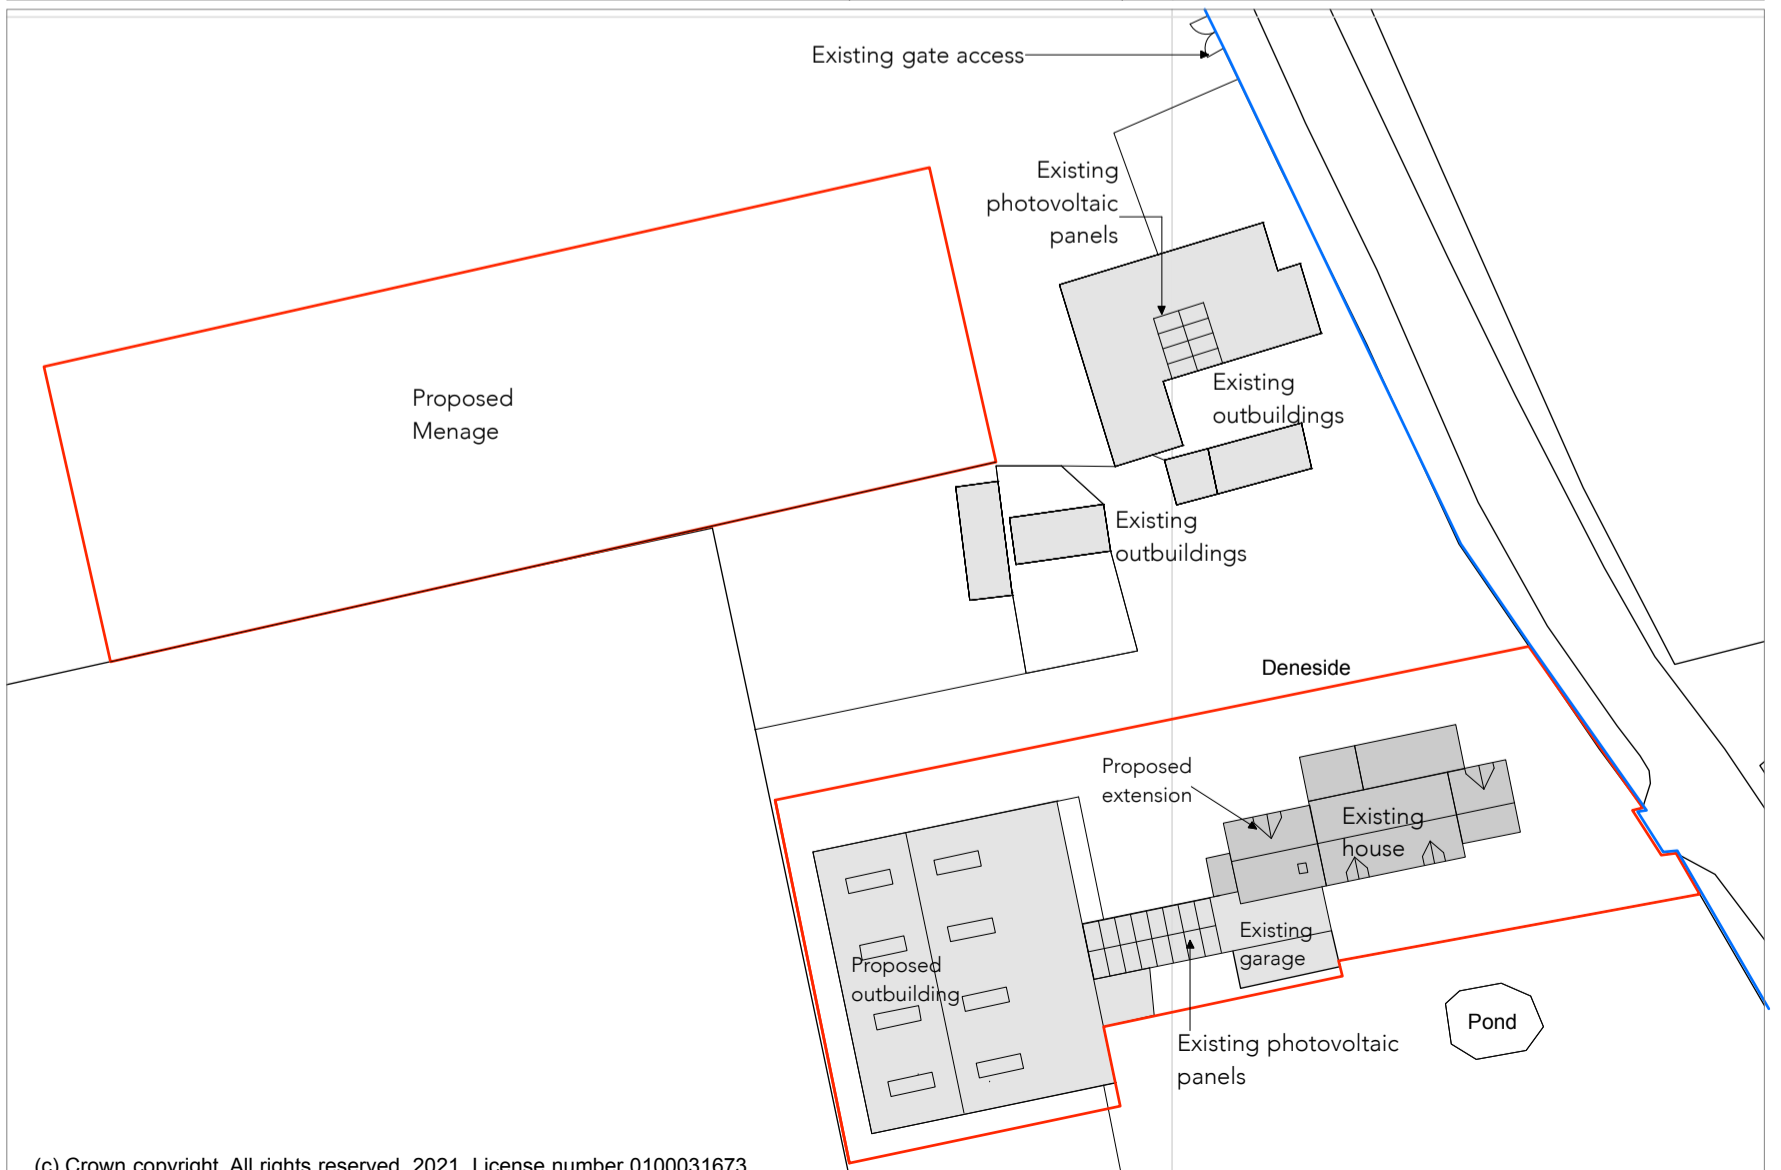 Existing gate access
Existing
photovoltaic
panels
Existing
outbuildings
Proposed
Menage
Existing
outbuildings
Deneside
Proposed
extension
Existing
house
Existing
garage
Proposed
outbuilding
Pond
Existing photovoltaic
panels
(c) Crown copyright. All rights reserved. 2021. License number 0100031673